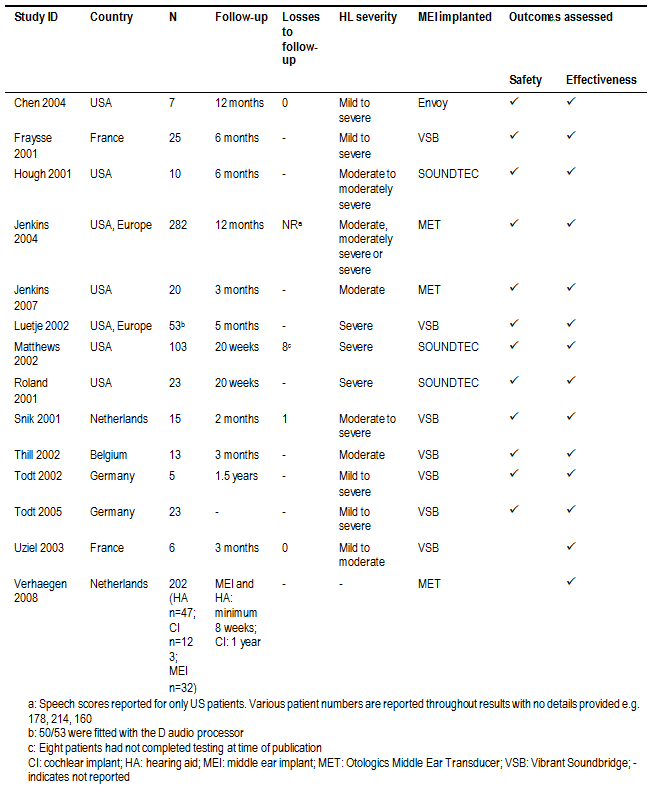 Study ID Country N Follow-up Losses to follow-up HL severity MEI implanted Outcomes assessed
Safety Effectiveness
Chen 2004 USA 7 12 months 0 Mild to severe Envoy ✓ ✓
Fraysse 2001 France 25 6 months - Mild to severe VSB ✓ ✓
Hough 2001 USA 10 6 months - Moderate to moderately severe SOUNDTEC ✓ ✓
Jenkins 2004 USA, Europe 282 12 months NRa Moderate, moderately severe or severe MET ✓ ✓
Jenkins 2007 USA 20 3 months - Moderate MET ✓ ✓
Luetje 2002 USA, Europe 53b 5 months - Severe VSB ✓ ✓
Matthews 2002 USA 103 20 weeks 8c Severe SOUNDTEC ✓ ✓
Roland 2001 USA 23 20 weeks - Severe SOUNDTEC ✓ ✓
Snik 2001 Netherlands 15 2 months 1 Moderate to severe VSB ✓ ✓
Thill 2002 Belgium 13 3 months - Moderate VSB ✓ ✓
Todt 2002 Germany 5 1.5 years - Mild to severe VSB ✓ ✓
Todt 2005 Germany 23 - - Mild to severe VSB ✓ ✓
Uziel 2003 France 6 3 months 0 Mild to moderate VSB ✓
Verhaegen 2008 Netherlands 202 (HA n=47; CI n=123; MEI n=32) MEI and HA: minimum 8 weeks; CI: 1 year - - MET ✓
a: Speech scores reported for only US patients. Various patient numbers are reported throughout results with no details provided e.g.
178, 214, 160
b: 50/53 were fitted with the D audio processor
c: Eight patients had not completed testing at time of publication
CI: cochlear implant; HA: hearing aid; MEI: middle ear implant; MET: Otologics Middle Ear Transducer; VSB: Vibrant Soundbridge; -
indicates not reported